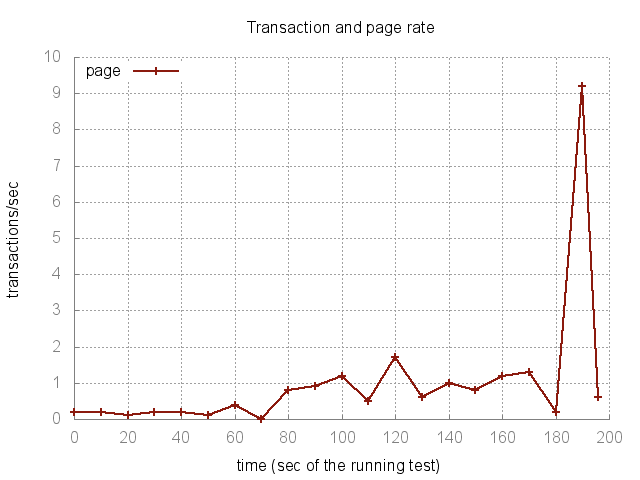 Transaction and page rate
page
transactions/sec
10
9
8
7
6
5
4
3
2
1
0
0 20 40 60 80 100 120 140 160 180 200
time (sec of the running test)